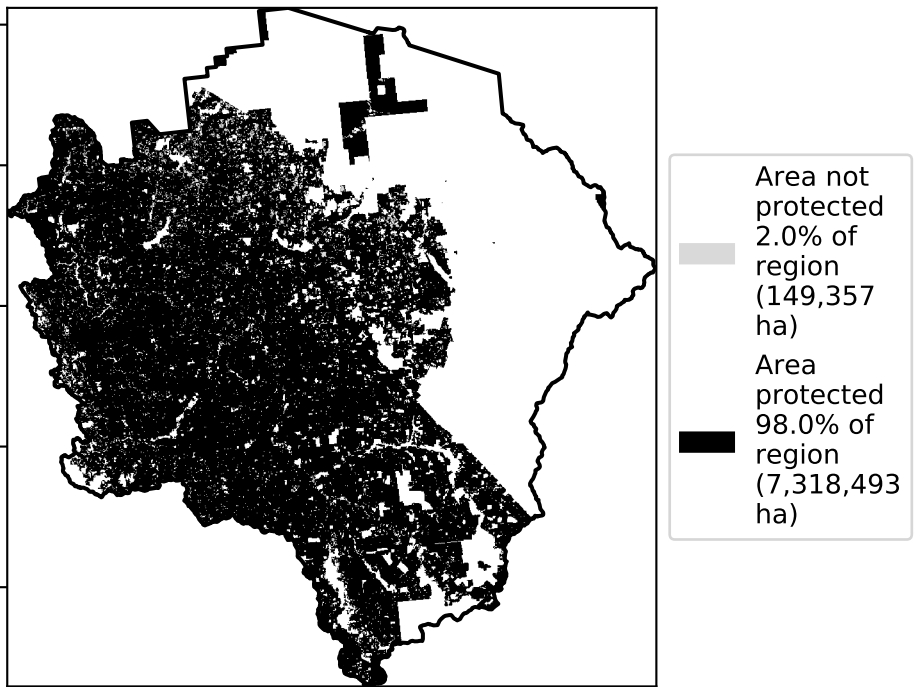 Area not
protected
2.0% of
region
(149,357
ha)
Area
protected
98.0% of
region
(7,318,493
ha)